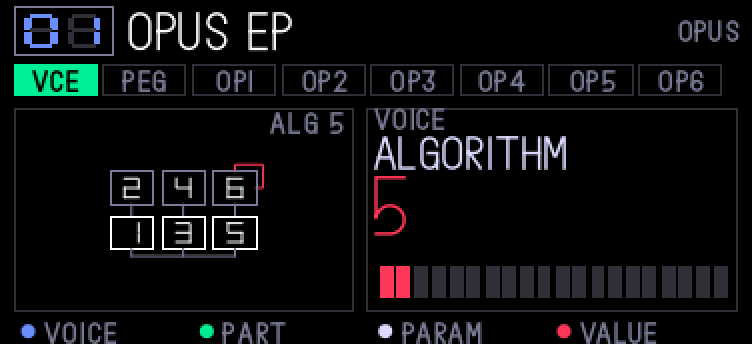 01 OPUS EP OPUS
VCE PEG OP1 OP2 OP3 OP4 OP5 OP6
ALG 5
2 4 6
1 3 5
VOICE
ALGORITHM
5
VOICE PART PARAM VALUE